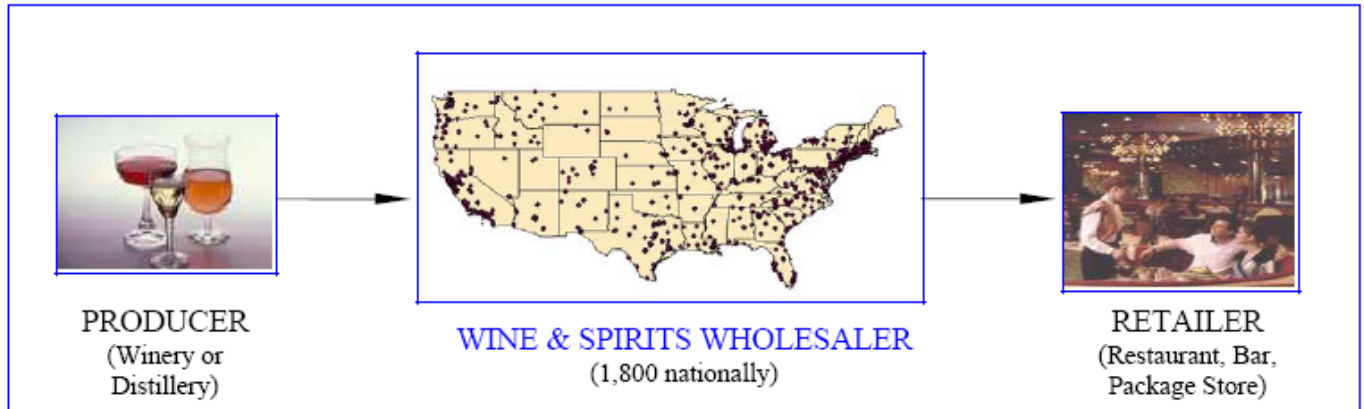 PRODUCER
(Winery or
Distillery)
WINE & SPIRITS WHOLESALER
(1,800 nationally)
RETAILER
(Restaurant, Bar,
Package Store)